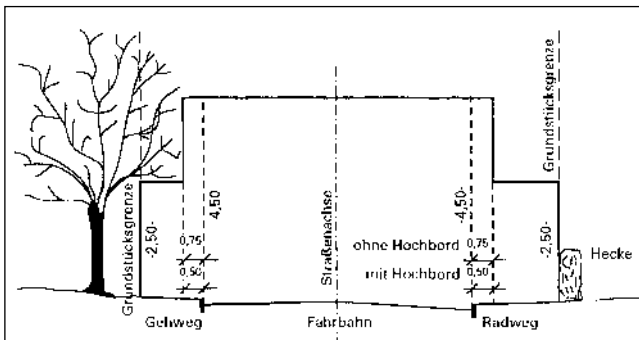 Grundstücksgrenze
Grundstücksgrenze
-2,50-
4,50
Straßenachse
-4,50-
-2,50-
0,75
ohne Hochbord
0,75
0,50
mit Hochbord
0,50
Hecke
Gehweg
Fahrbahn
Radweg